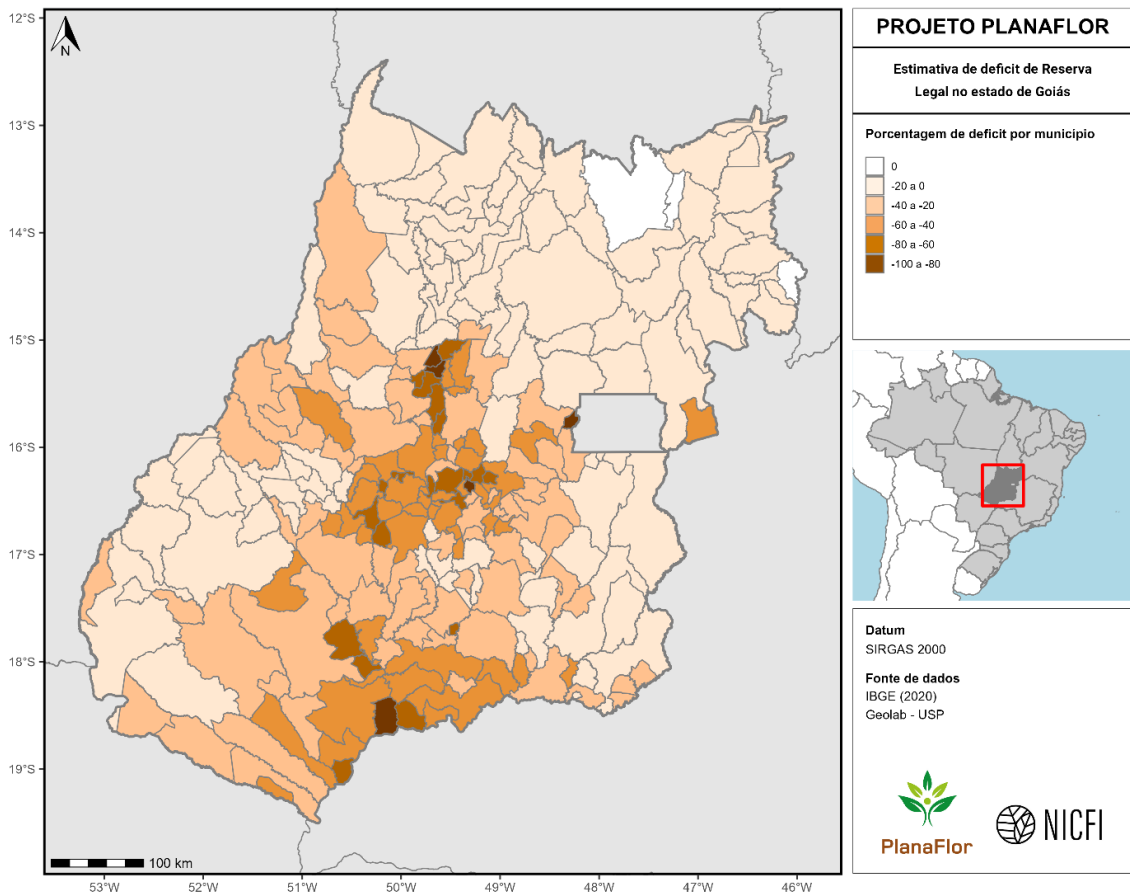 12°S
13°S
14°S
15°S
16°S
17°S
18°S
19°S
N
100 km
53°W
52°W
51°W
50°W
49°W
48°W
47°W
46°W
PROJETO PLANAFLOR
Estimativa de deficit de Reserva
Legal no estado de Goiás
Porcentagem de deficit por municipio
0
-20 a 0
-40 a -20
-60 a -40
-80 a -60
-100 a -80
Datum
SIRGAS 2000
Fonte de dados
IBGE (2020)
Geolab - USP
PlanaFlor
NICFI